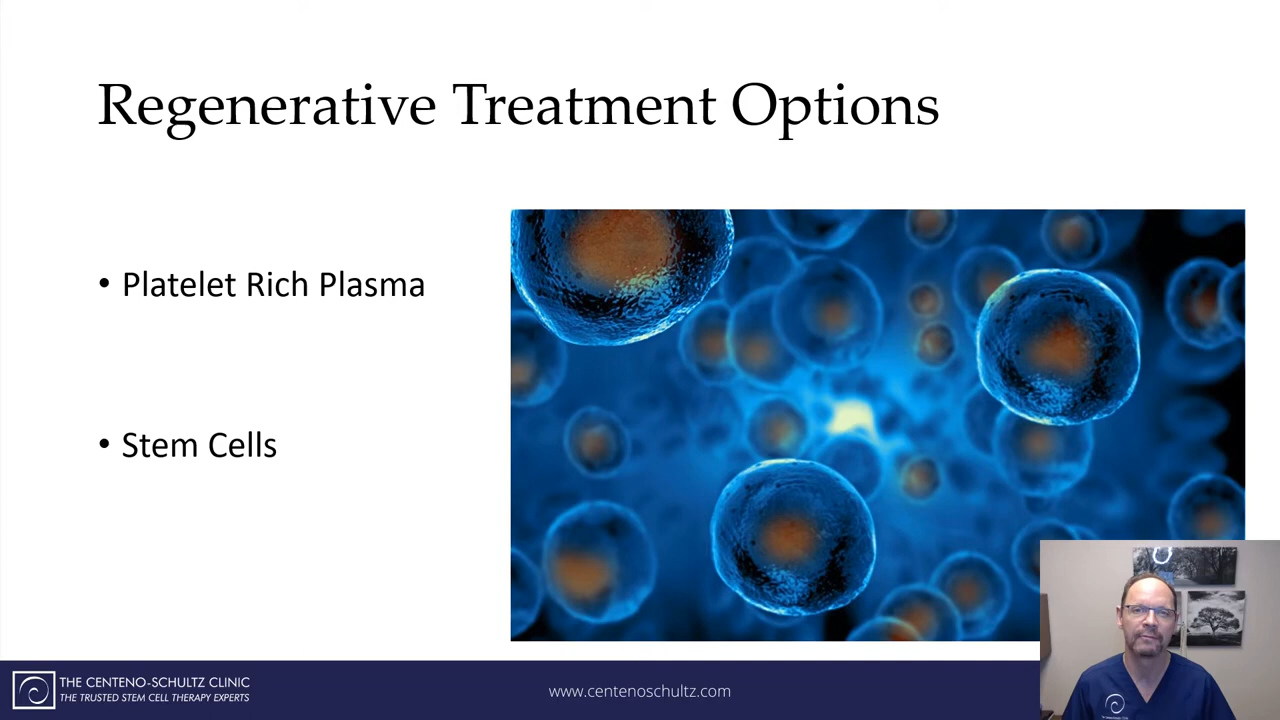 Regenerative Treatment Options
• Platelet Rich Plasma
• Stem Cells
THE CENTENO-SCHULTZ CLINIC
THE TRUSTED STEM CELL THERAPY EXPERTS
www.centenoschultz.com